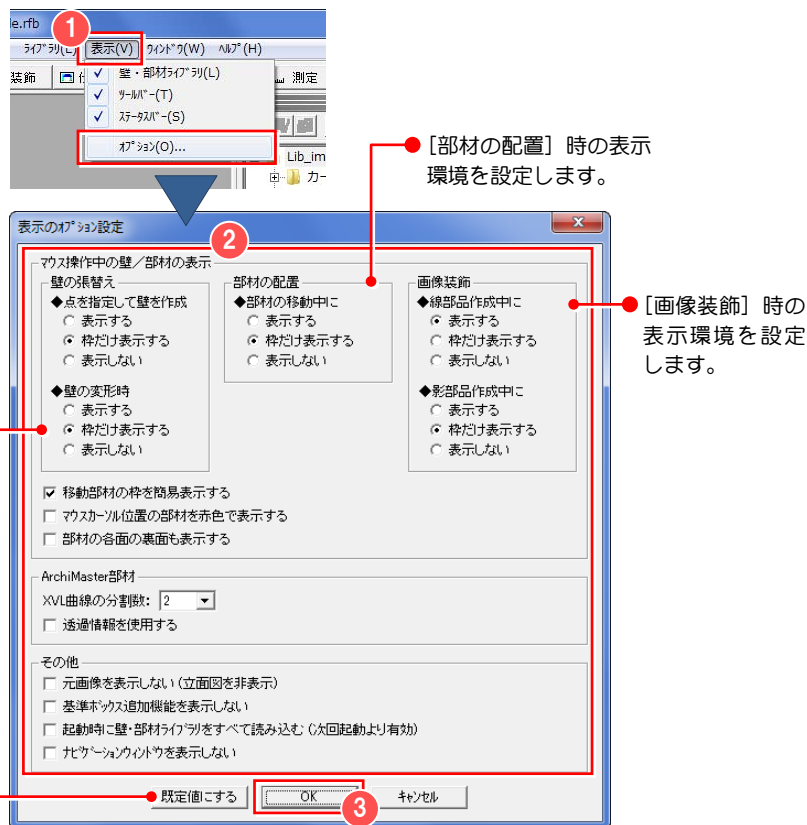 le.rfb
1
ﾗｲﾌﾞﾗﾘ(L) 表示(V) ｳｨﾝﾄﾞｳ(W) ﾍﾙﾌﾟ(H)
装飾 測定
✓ 壁・部材ﾗｲﾌﾞﾗﾘ(L)
✓ ﾂｰﾙﾊﾞｰ(T)
✓ ｽﾃｰﾀｽﾊﾞｰ(S)
ｵﾌﾟｼｮﾝ(O)...
Lib_im
カー
［部材の配置］時の表示
環境を設定します。
表示のｵﾌﾟｼｮﾝ設定
2
ﾏｳｽ操作中の壁／部材の表示
壁の張替え
◆点を指定して壁を作成
表示する
枠だけ表示する
表示しない
◆壁の変形時
表示する
枠だけ表示する
表示しない
部材の配置
◆部材の移動中に
表示する
枠だけ表示する
表示しない
画像装飾
◆線部品作成中に
表示する
枠だけ表示する
表示しない
◆影部品作成中に
表示する
枠だけ表示する
表示しない
［画像装飾］時の
表示環境を設定
します。
移動部材の枠を簡易表示する
ﾏｳｽｶｰｿﾙ位置の部材を赤色で表示する
部材の各面の裏面も表示する
ArchiMaster部材
XVL曲線の分割数: 2
透過情報を使用する
その他
元画像を表示しない（立面図を非表示）
基準ﾎﾞｯｸｽ追加機能を表示しない
起動時に壁・部材ﾗｲﾌﾞﾗﾘをすべて読み込む（次回起動より有効）
ﾅﾋﾞｹﾞｰｼｮﾝｳｨﾝﾄﾞｳを表示しない
既定値にする OK ｷｬﾝｾﾙ
3